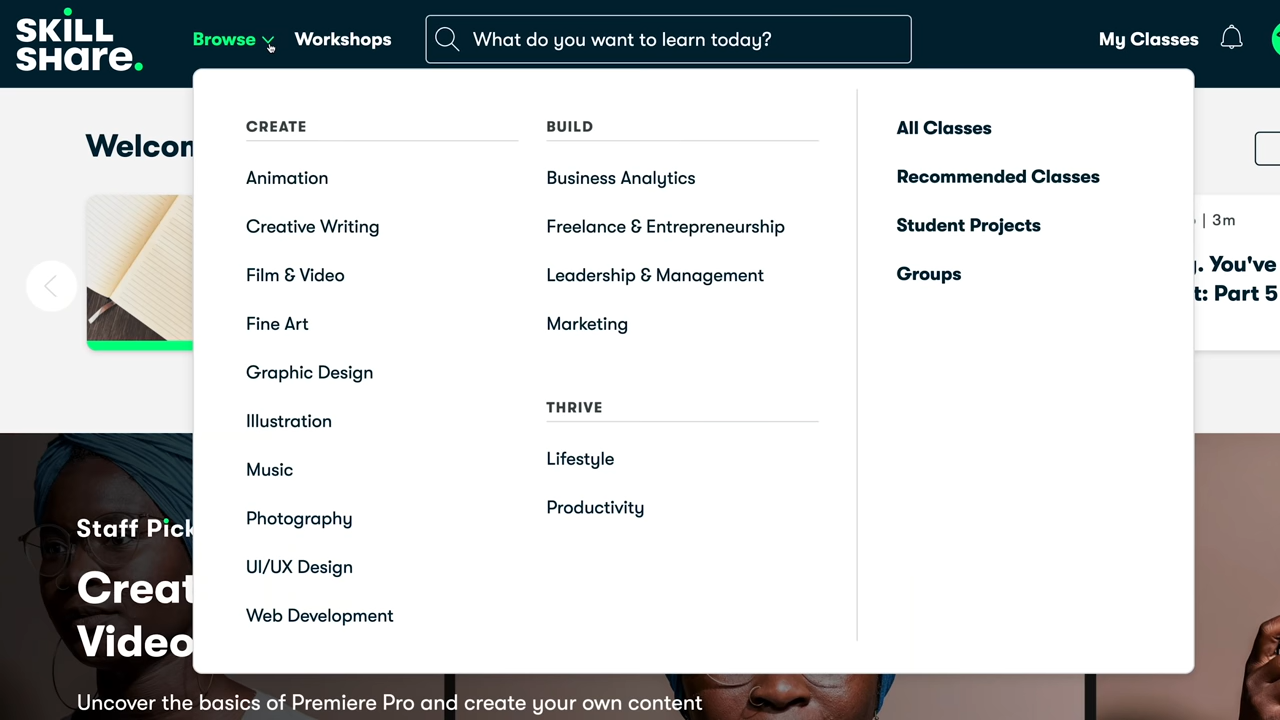 SKILL
SHARE.
Browse
Workshops
What do you want to learn today?
My Classes
Welcon
CREATE
Animation
Creative Writing
Film & Video
Fine Art
Graphic Design
Illustration
Music
Photography
UI/UX Design
Web Development
BUILD
Business Analytics
Freelance & Entrepreneurship
Leadership & Management
Marketing
THRIVE
Lifestyle
Productivity
All Classes
Recommended Classes
Student Projects
Groups
| 3m
. You've
t: Part 5
Staff Pick
Creat
Video
Uncover the basics of Premiere Pro and create your own content